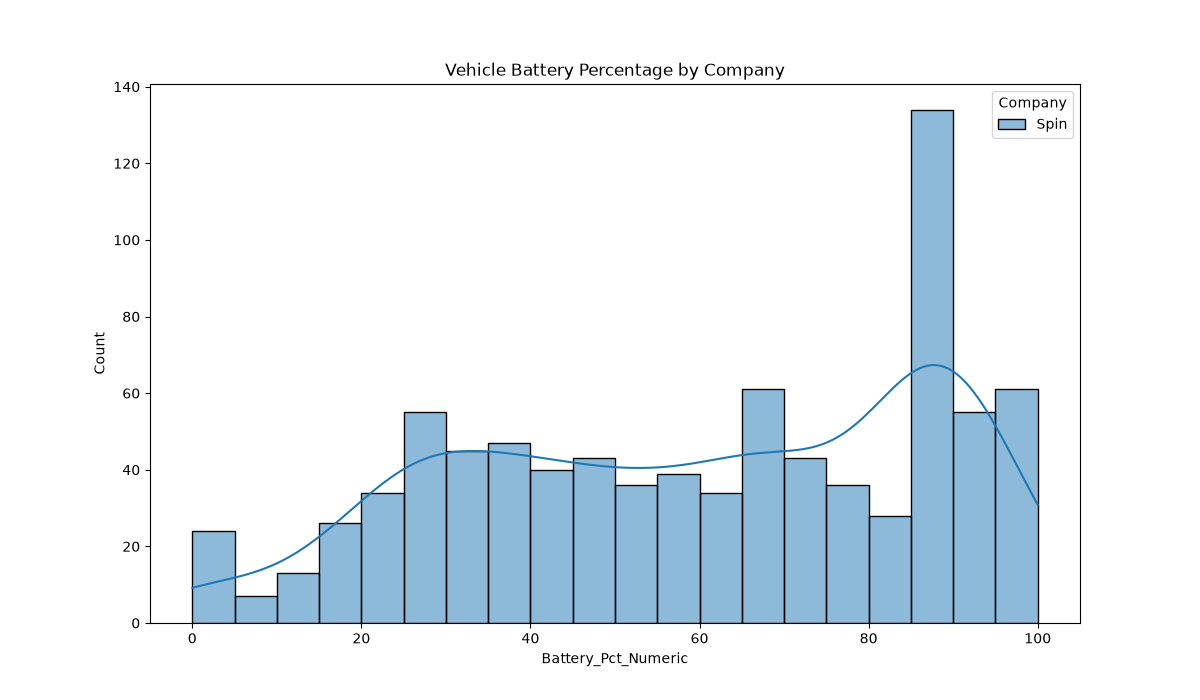 Vehicle Battery Percentage by Company
Company
Spin
140
120
100
80
60
40
20
0
Count
0 20 40 60 80 100
Battery_Pct_Numeric